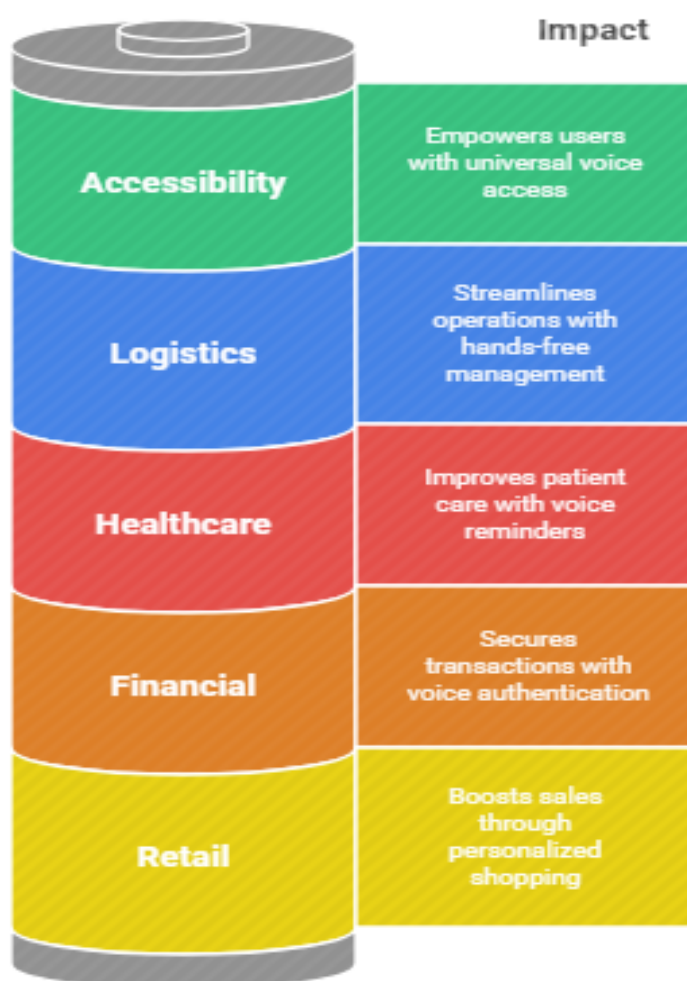 Impact
Accessibility
Empowers users
with universal voice
access
Logistics
Streamlines
operations with
hands-free
management
Healthcare
Improves patient
care with voice
reminders
Financial
Secures
transactions with
voice authentication
Retail
Boosts sales
through
personalized
shopping